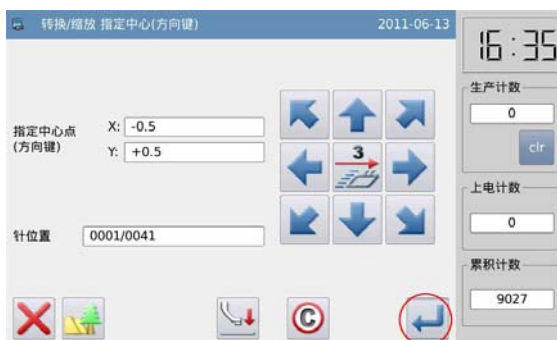 转换/缩放 指定中心(方向键) 2011-06-13
16:35
生产计数
0
clr
指定中心点
(方向键)
X: -0.5
Y: +0.5
3
上电计数
0
针位置 0001/0041
累积计数
9027
C